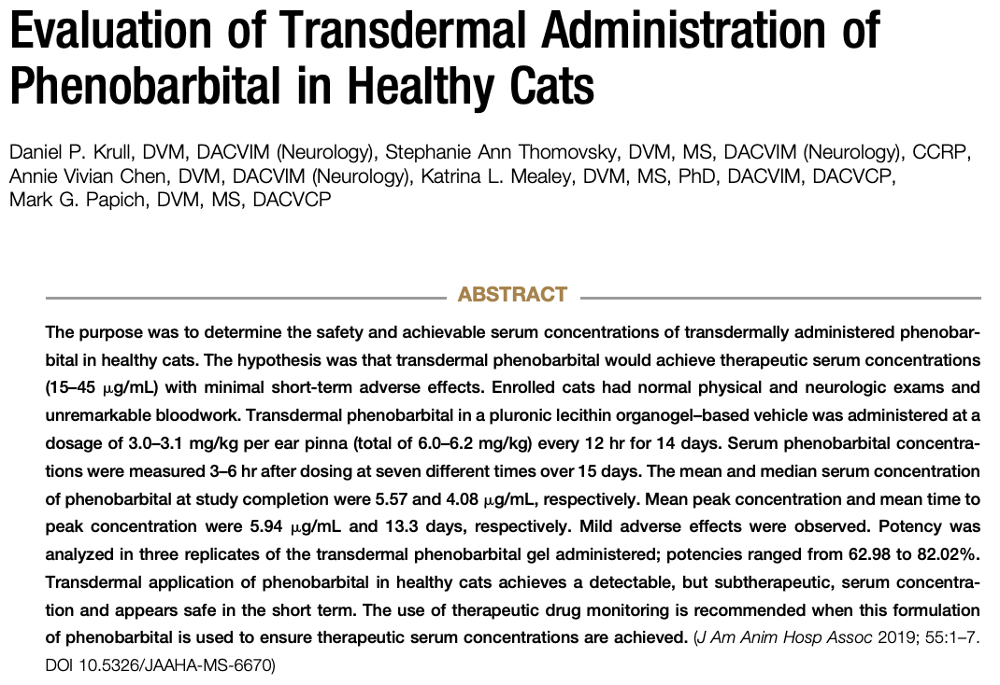 Evaluation of Transdermal Administration of
Phenobarbital in Healthy Cats
Daniel P. Krull, DVM, DACVIM (Neurology), Stephanie Ann Thomovsky, DVM, MS, DACVIM (Neurology), CCRP,
Annie Vivian Chen, DVM, DACVIM (Neurology), Katrina L. Mealey, DVM, MS, PhD, DACVIM, DACVCP,
Mark G. Papich, DVM, MS, DACVCP
ABSTRACT
The purpose was to determine the safety and achievable serum concentrations of transdermally administered phenobar-
bital in healthy cats. The hypothesis was that transdermal phenobarbital would achieve therapeutic serum concentrations
(15–45 μg/mL) with minimal short-term adverse effects. Enrolled cats had normal physical and neurologic exams and
unremarkable bloodwork. Transdermal phenobarbital in a pluronic lecithin organogel–based vehicle was administered at a
dosage of 3.0–3.1 mg/kg per ear pinna (total of 6.0–6.2 mg/kg) every 12 hr for 14 days. Serum phenobarbital concentra-
tions were measured 3–6 hr after dosing at seven different times over 15 days. The mean and median serum concentration
of phenobarbital at study completion were 5.57 and 4.08 μg/mL, respectively. Mean peak concentration and mean time to
peak concentration were 5.94 μg/mL and 13.3 days, respectively. Mild adverse effects were observed. Potency was
analyzed in three replicates of the transdermal phenobarbital gel administered; potencies ranged from 62.98 to 82.02%.
Transdermal application of phenobarbital in healthy cats achieves a detectable, but subtherapeutic, serum concentra-
tion and appears safe in the short term. The use of therapeutic drug monitoring is recommended when this formulation
of phenobarbital is used to ensure therapeutic serum concentrations are achieved. (J Am Anim Hosp Assoc 2019; 55:1–7.
DOI 10.5326/JAAHA-MS-6670)